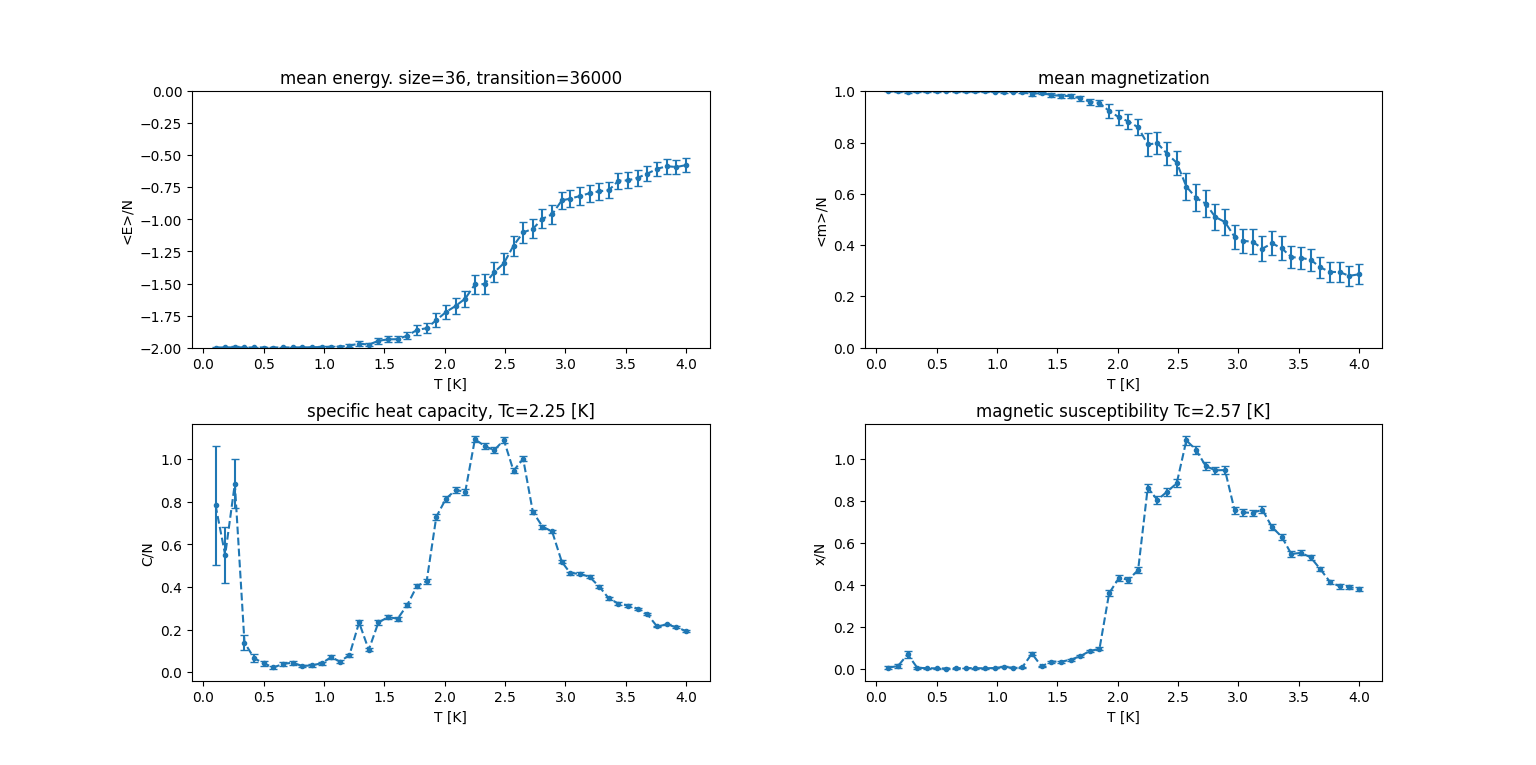 mean energy. size=36, transition=36000
<E>/N
0.00
−0.25
−0.50
−0.75
−1.00
−1.25
−1.50
−1.75
−2.00
0.0 0.5 1.0 1.5 2.0 2.5 3.0 3.5 4.0
T [K]
mean magnetization
<m>/N
1.0
0.8
0.6
0.4
0.2
0.0
0.0 0.5 1.0 1.5 2.0 2.5 3.0 3.5 4.0
T [K]
specific heat capacity, Tc=2.25 [K]
C/N
1.0
0.8
0.6
0.4
0.2
0.0
0.0 0.5 1.0 1.5 2.0 2.5 3.0 3.5 4.0
T [K]
magnetic susceptibility Tc=2.57 [K]
x/N
1.0
0.8
0.6
0.4
0.2
0.0
0.0 0.5 1.0 1.5 2.0 2.5 3.0 3.5 4.0
T [K]